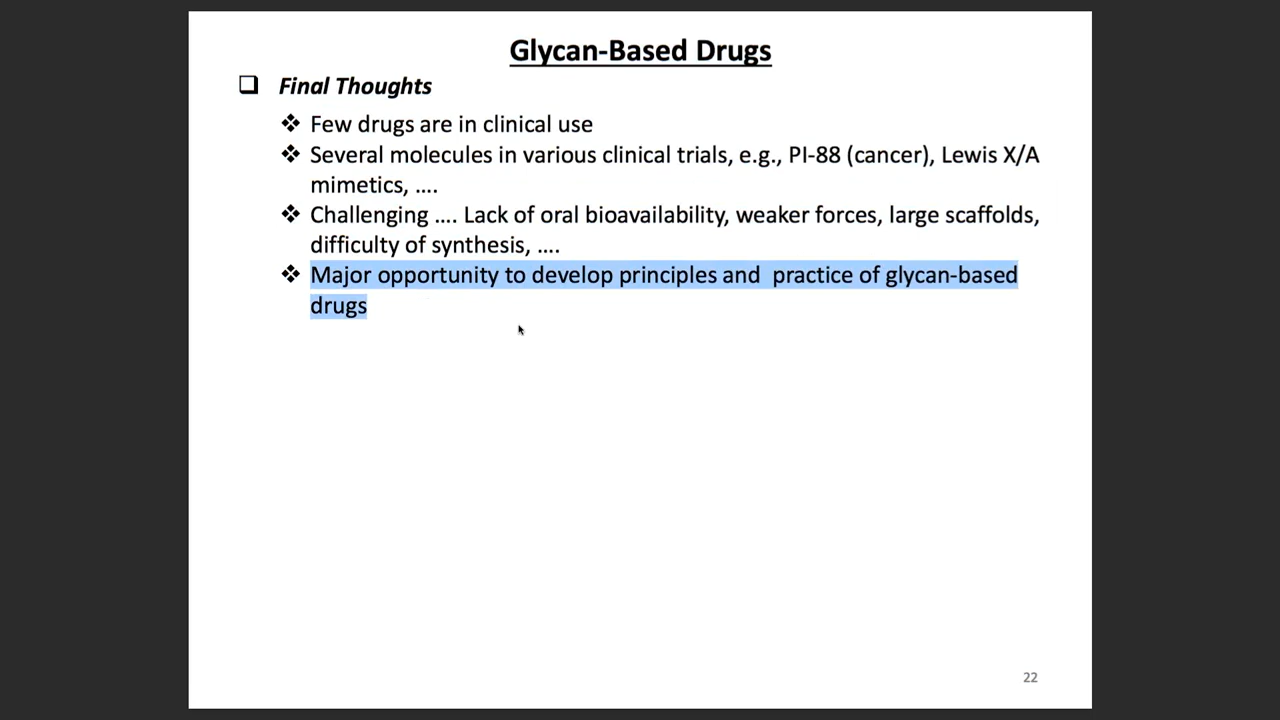 Glycan-Based Drugs
Final Thoughts
Few drugs are in clinical use
Several molecules in various clinical trials, e.g., PI-88 (cancer), Lewis X/A
mimetics, ....
Challenging .... Lack of oral bioavailability, weaker forces, large scaffolds,
difficulty of synthesis, ....
Major opportunity to develop principles and  practice of glycan-based
drugs
22